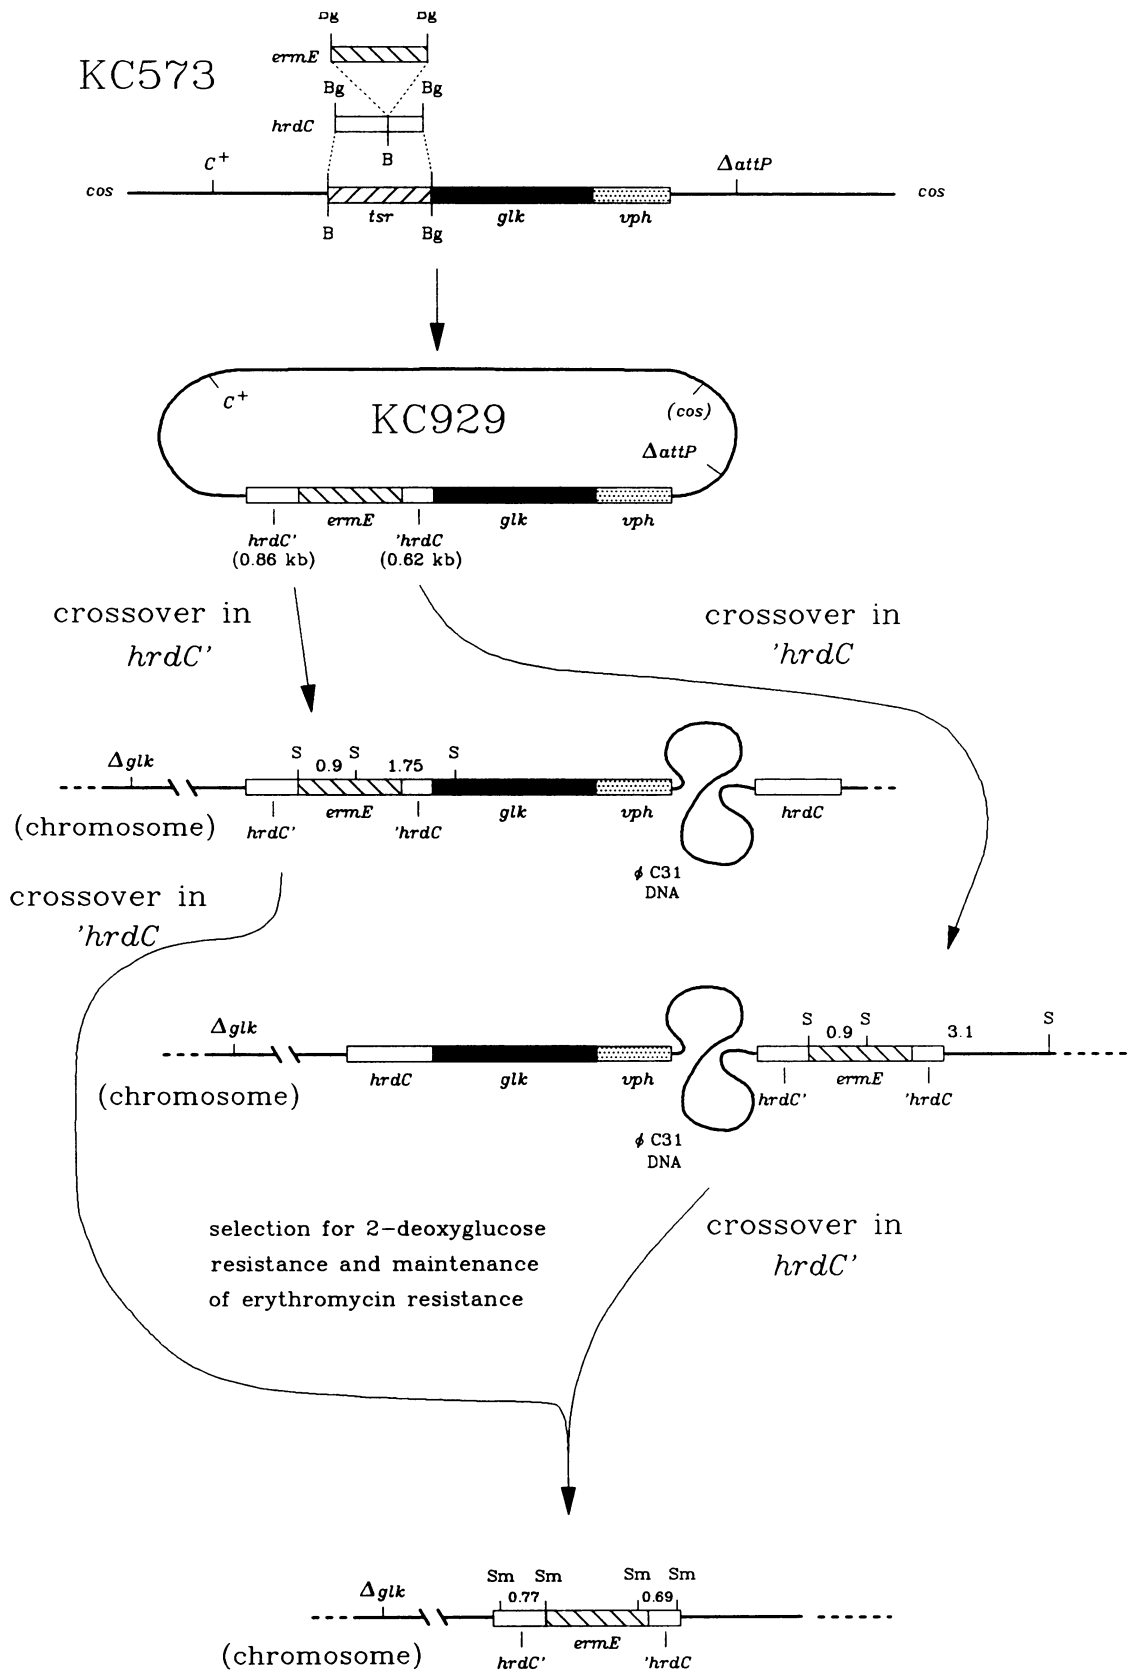 Bg Bg
ermE
KC573
Bg Bg
hrdC
B
C+ ΔattP
cos cos
tsr glk vph
B Bg
C+ KC929 (cos)
ΔattP
ermE glk vph
hrdC' 'hrdC
(0.86 kb) (0.62 kb)
crossover in
hrdC'
crossover in
'hrdC
Δglk S 0.9 S 1.75 S
(chromosome) hrdC' ermE 'hrdC glk vph hrdC
ϕ C31
DNA
crossover in
'hrdC
Δglk S 0.9 S 3.1 S
(chromosome) hrdC glk vph hrdC' ermE 'hrdC
ϕ C31
DNA
selection for 2-deoxyglucose
resistance and maintenance
of erythromycin resistance
crossover in
hrdC'
Sm Sm Sm Sm
Δglk 0.77 0.69
(chromosome) hrdC' ermE 'hrdC